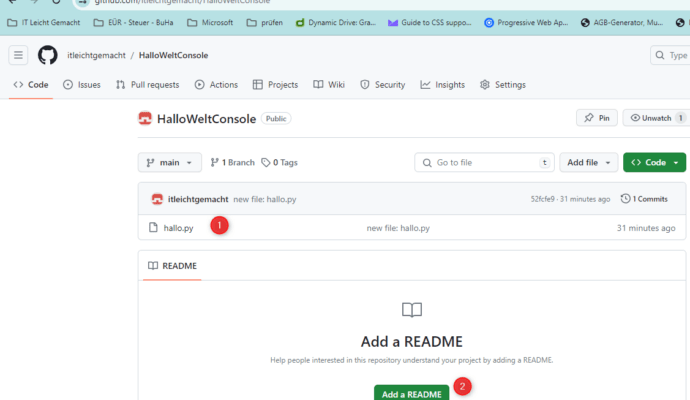 github.com/itleichtgemacht/HalloWeltConsole
IT Leicht Gemacht EÜR - Steuer - BuHa Microsoft prüfen Dynamic Drive: Gra... Guide to CSS suppo... Progressive Web Ap... AGB-Generator, Mu...
itleichtgemacht / HalloWeltConsole Type
Code Issues Pull requests Actions Projects Wiki Security Insights Settings
HalloWeltConsole Public Pin Unwatch 1
main 1 Branch 0 Tags Go to file t Add file Code
itleichtgemacht new file: hallo.py 52fcfe9 · 31 minutes ago 1 Commits
hallo.py 1 new file: hallo.py 31 minutes ago
README
Add a README
Help people interested in this repository understand your project by adding a README.
Add a README 2